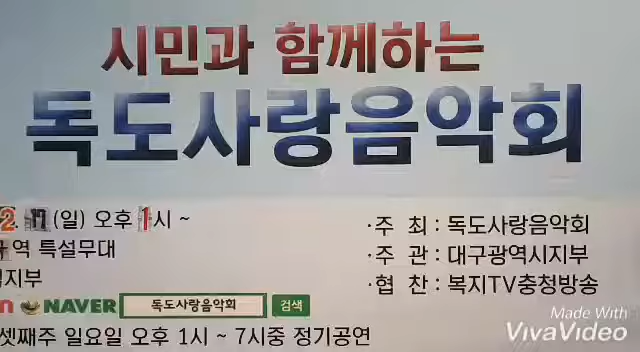 시민과 함께하는
독도사랑음악회
2. 17 (일) 오후 1시 ~
역 특설무대
지부
·주 최 : 독도사랑음악회
·주 관 : 대구광역시지부
·협 찬 : 복지TV충청방송
n NAVER 독도사랑음악회 검색
셋째주 일요일 오후 1시 ~ 7시중 정기공연
Made With
VivaVideo